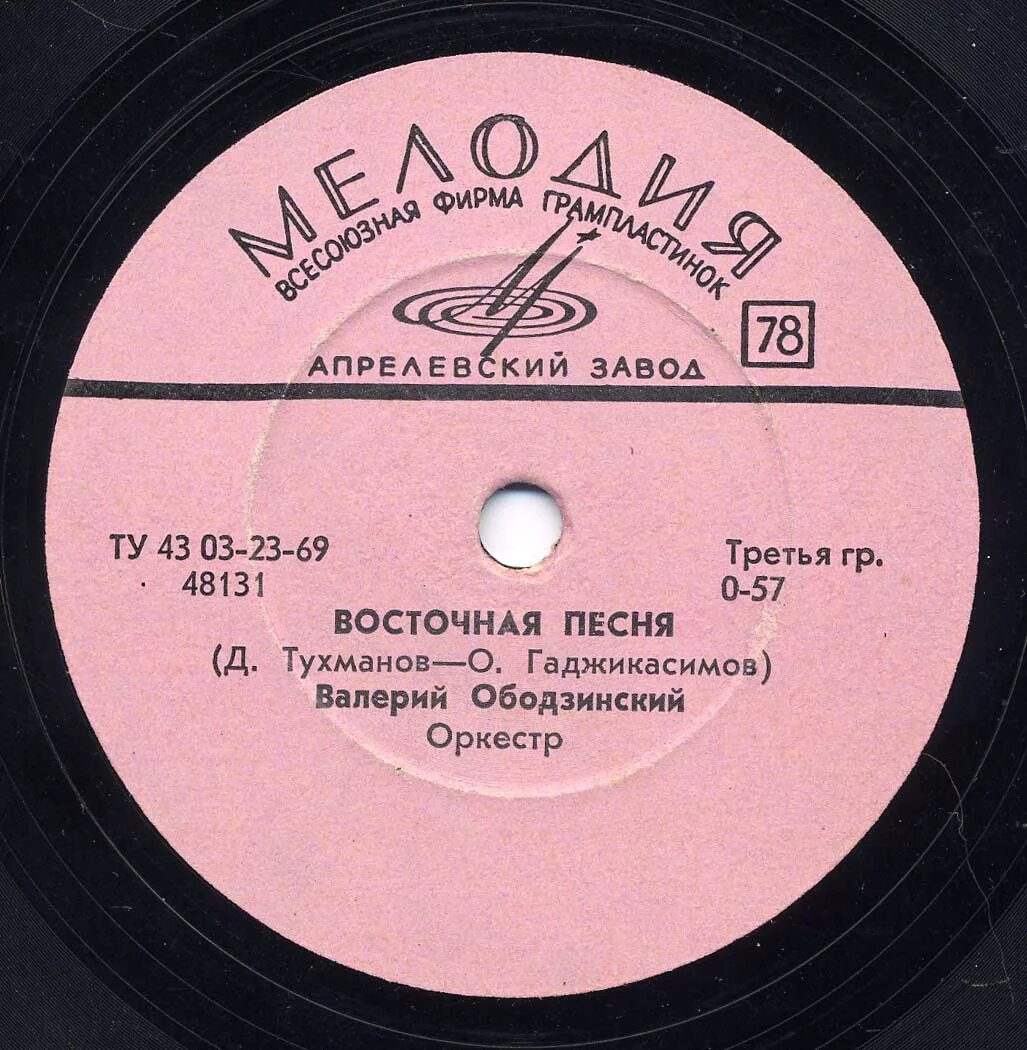 МЕЛОДИЯ
ВСЕСОЮЗНАЯ ФИРМА ГРАМПЛАСТИНОК
78
АПРЕЛЕВСКИЙ ЗАВОД
ТУ 43 03-23-69
48131
Третья гр.
0-57
ВОСТОЧНАЯ ПЕСНЯ
(Д. Тухманов—О. Гаджикасимов)
Валерий Ободзинский
Оркестр